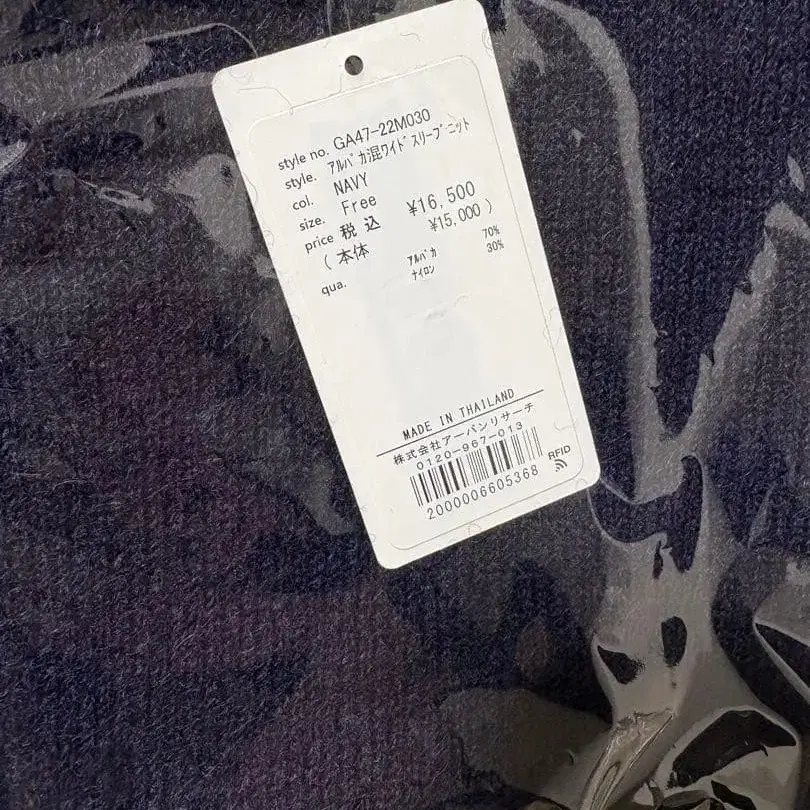 style no. GA47-22M030
style. ｱﾙﾊﾟｶ混ﾜｲﾄﾞｽﾘｰﾌﾞﾆｯﾄ
col. NAVY
size. Free
price 税込 ¥16,500
(本体 ¥15,000)
qua. ｱﾙﾊﾟｶ 70%
ﾅｲﾛﾝ 30%
MADE IN THAILAND
株式会社アーバンリサーチ
0120-967-013
RFID
2000006605368